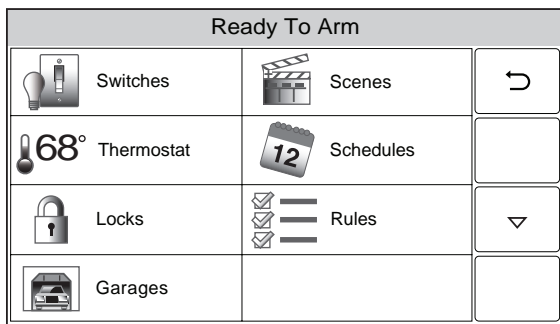 Ready To Arm
Switches
Scenes
68° Thermostat
12
Schedules
Locks
Rules
Garages